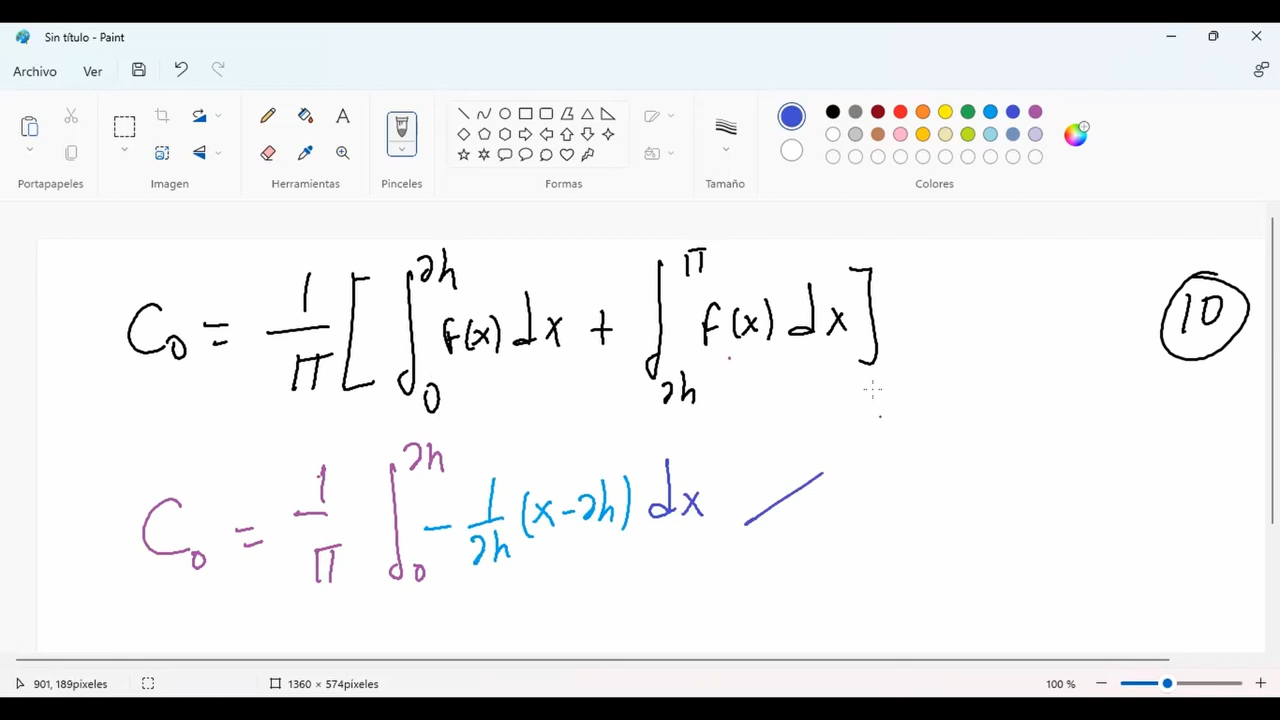 Sin título - Paint
Archivo Ver
Portapapeles Imagen Herramientas Pinceles Formas Tamaño Colores
C₀ = 1/π [ ∫₀^{2h} f(x) dx + ∫_{2h}^{π} f(x) dx ]
10
C₀ = 1/π ∫₀^{2h} - 1/2h (x-2h) dx
901, 189píxeles 1360 × 574píxeles 100 %